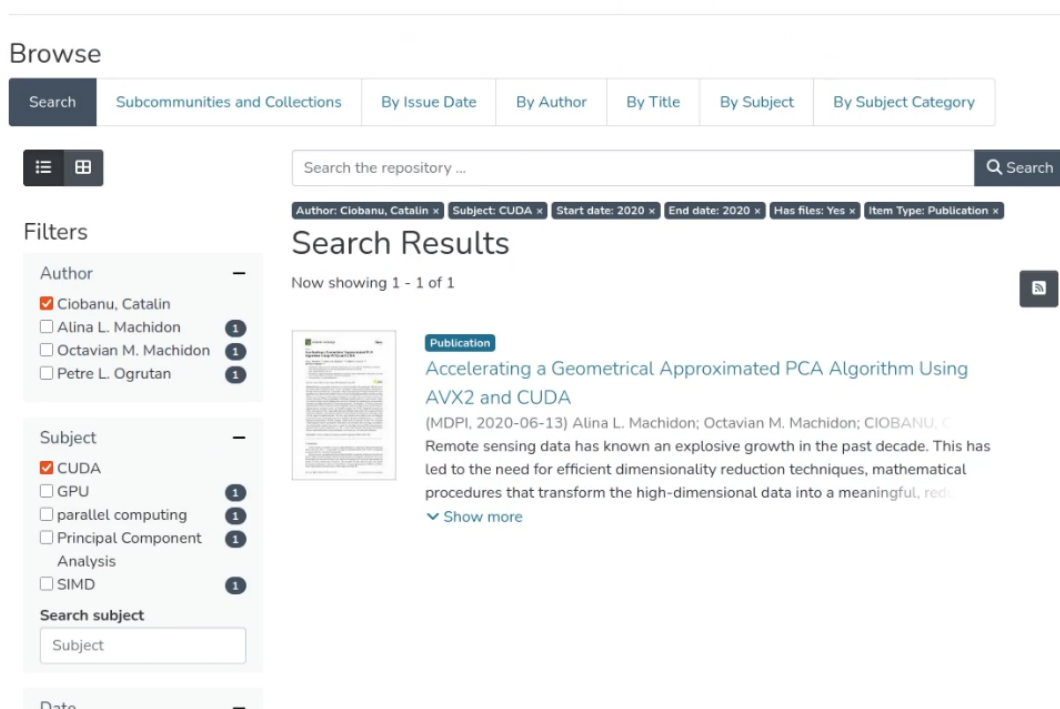 Browse
Search
Subcommunities and Collections
By Issue Date
By Author
By Title
By Subject
By Subject Category
Search the repository ...
Search
Author: Ciobanu, Catalin ×
Subject: CUDA ×
Start date: 2020 ×
End date: 2020 ×
Has files: Yes ×
Item Type: Publication ×
Filters
Author
Ciobanu, Catalin
Alina L. Machidon 1
Octavian M. Machidon 1
Petre L. Ogrutan 1
Subject
CUDA
GPU 1
parallel computing 1
Principal Component 1
Analysis
SIMD 1
Search subject
Subject
Date
Search Results
Now showing 1 - 1 of 1
Publication
Accelerating a Geometrical Approximated PCA Algorithm Using
AVX2 and CUDA
(MDPI, 2020-06-13) Alina L. Machidon; Octavian M. Machidon; CIOBANU, C
Remote sensing data has known an explosive growth in the past decade. This has
led to the need for efficient dimensionality reduction techniques, mathematical
procedures that transform the high-dimensional data into a meaningful,
Show more